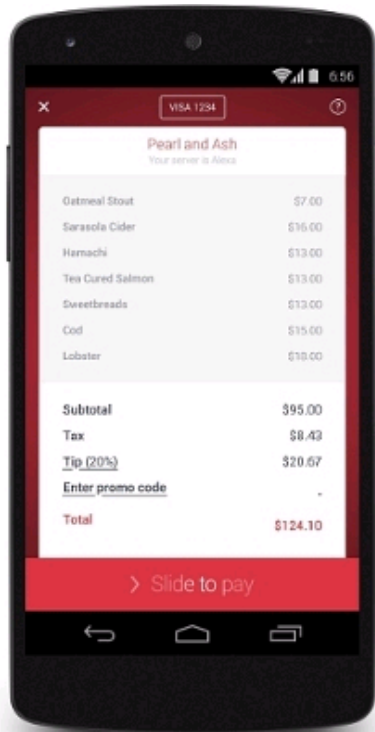 6:56
VISA 1234
Pearl and Ash
Your server is Alexa
Oatmeal Stout $7.00
Sarasola Cider $16.00
Hamachi $13.00
Tea Cured Salmon $13.00
Sweetbreads $13.00
Cod $15.00
Lobster $18.00
Subtotal $95.00
Tax $8.43
Tip (20%) $20.67
Enter promo code -
Total $124.10
> Slide to pay